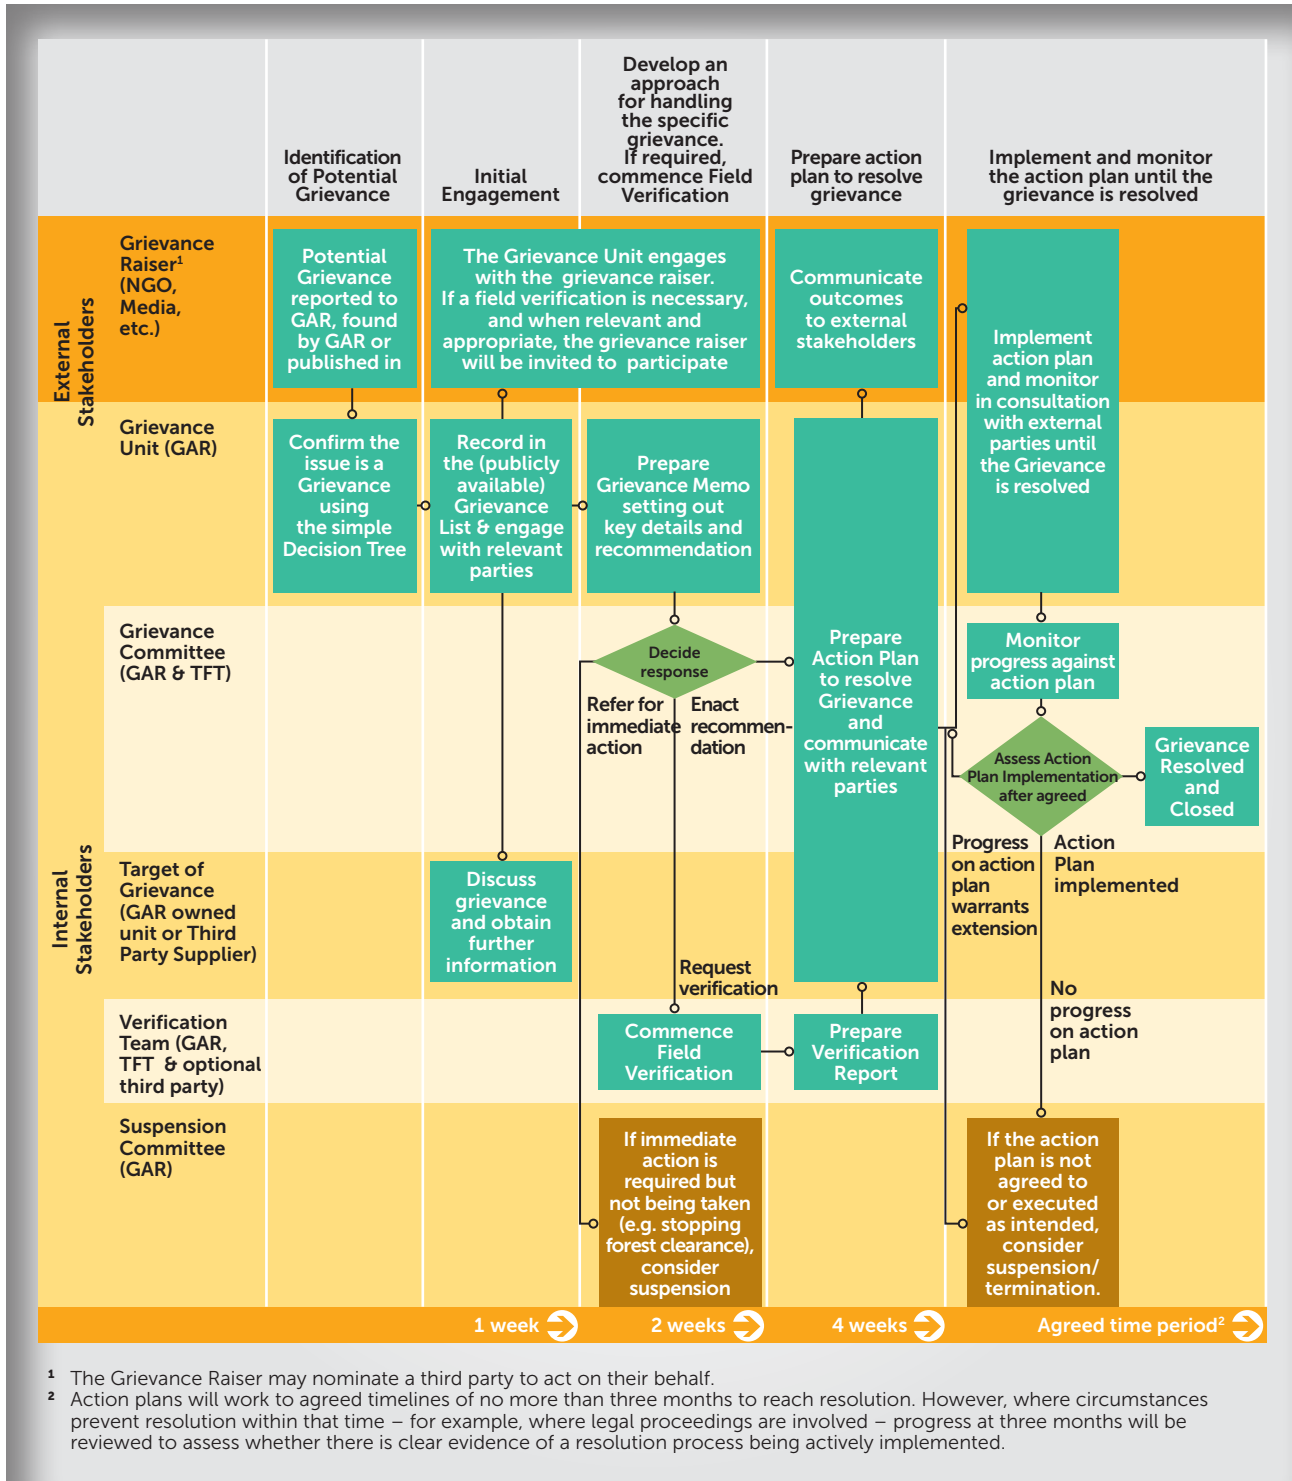 Identification
of Potential
Grievance
Initial
Engagement
Develop an
approach
for handling
the specific
grievance.
If required,
commence Field
Verification
Prepare action
plan to resolve
grievance
Implement and monitor
the action plan until the
grievance is resolved
External
Stakeholders
Grievance
Raiser¹
(NGO,
Media,
etc.)
Potential
Grievance
reported to
GAR, found
by GAR or
published in
The Grievance Unit engages
with the grievance raiser.
If a field verification is necessary,
and when relevant and
appropriate, the grievance raiser
will be invited to participate
Communicate
outcomes
to external
stakeholders
Implement
action plan
and monitor
in consultation
with external
parties until
the Grievance
is resolved
Internal
Stakeholders
Grievance
Unit (GAR)
Confirm the
issue is a
Grievance
using
the simple
Decision Tree
Record in
the (publicly
available)
Grievance
List & engage
with relevant
parties
Prepare
Grievance Memo
setting out
key details and
recommendation
Grievance
Committee
(GAR & TFT)
Decide
response
Refer for
immediate
action
Enact
recommen-
dation
Prepare
Action Plan
to resolve
Grievance
and
communicate
with relevant
parties
Monitor
progress against
action plan
Assess Action
Plan Implementation
after agreed
Grievance
Resolved
and
Closed
Progress
on action
plan
warrants
extension
Action
Plan
implemented
Target of
Grievance
(GAR owned
unit or Third
Party Supplier)
Discuss
grievance
and obtain
further
information
Request
verification
No
progress
on action
plan
Verification
Team (GAR,
TFT & optional
third party)
Commence
Field
Verification
Prepare
Verification
Report
Suspension
Committee
(GAR)
If immediate
action is
required but
not being taken
(e.g. stopping
forest clearance),
consider
suspension
If the action
plan is not
agreed to
or executed
as intended,
consider
suspension/
termination.
1 week
2 weeks
4 weeks
Agreed time period²
¹ The Grievance Raiser may nominate a third party to act on their behalf.
² Action plans will work to agreed timelines of no more than three months to reach resolution. However, where circumstances
prevent resolution within that time – for example, where legal proceedings are involved – progress at three months will be
reviewed to assess whether there is clear evidence of a resolution process being actively implemented.